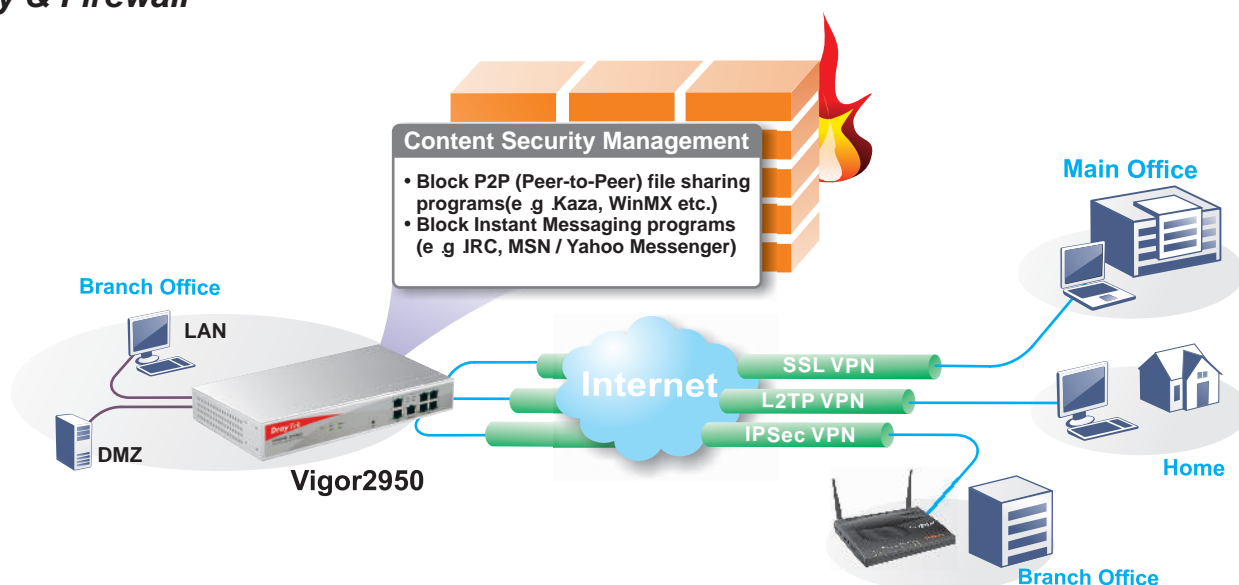 y & Firewall
Content Security Management
• Block P2P (Peer-to-Peer) file sharing
programs(e .g .Kaza, WinMX etc.)
• Block Instant Messaging programs
(e .g .IRC, MSN / Yahoo Messenger)
Main Office
Branch Office
LAN
Internet
SSL VPN
L2TP VPN
IPSec VPN
DrayTek
DMZ
Vigor2950
Home
Branch Office